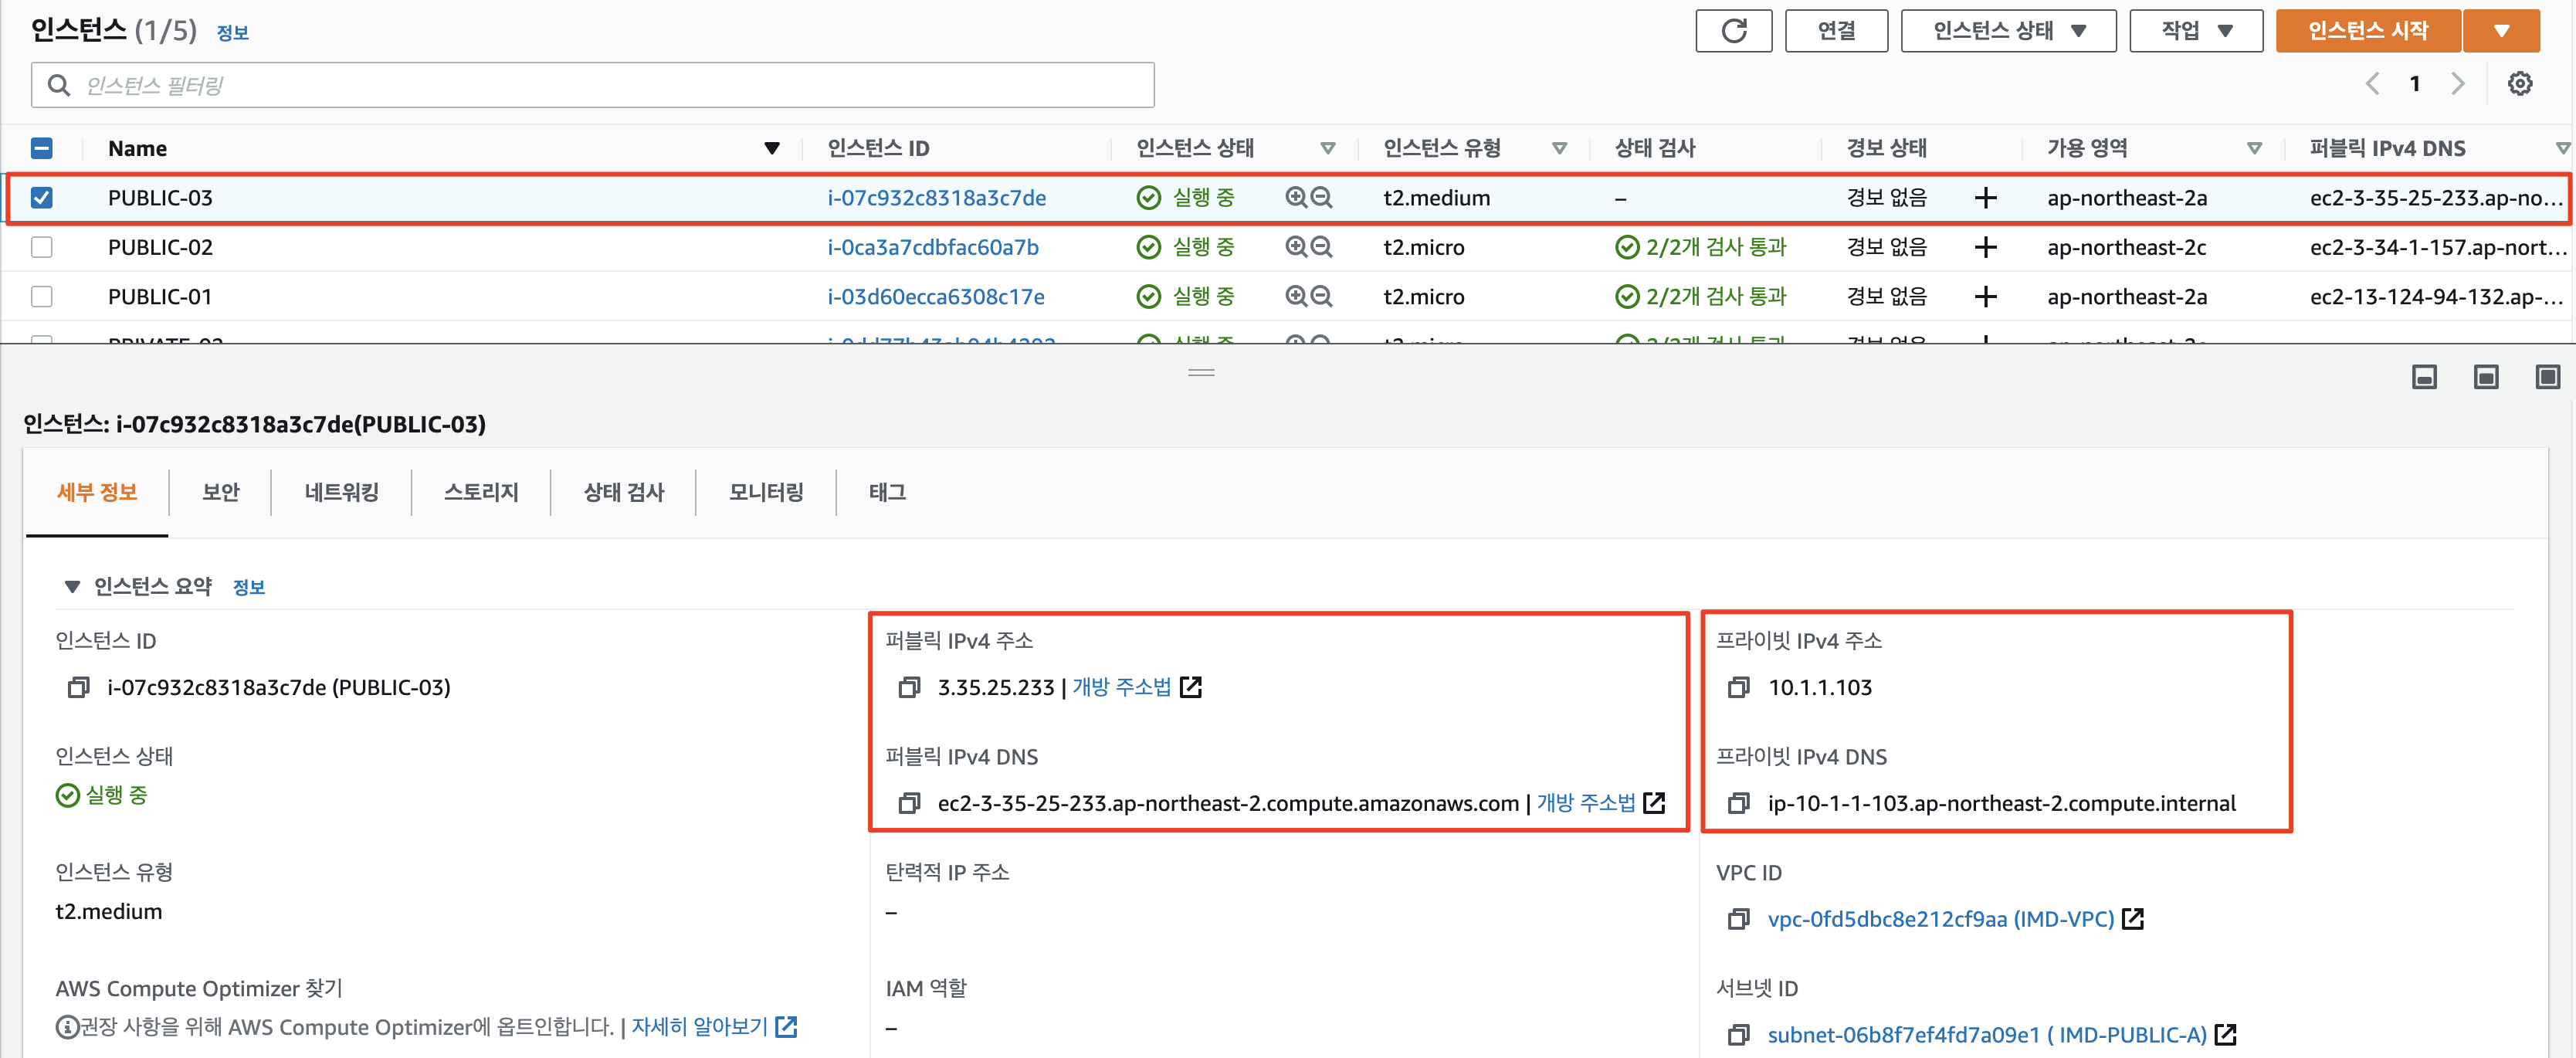 인스턴스 (1/5) 정보
연결 인스턴스 상태 작업 인스턴스 시작
인스턴스 필터링
1
Name 인스턴스 ID 인스턴스 상태 인스턴스 유형 상태 검사 경보 상태 가용 영역 퍼블릭 IPv4 DNS
PUBLIC-03 i-07c932c8318a3c7de 실행 중 t2.medium – 경보 없음 + ap-northeast-2a ec2-3-35-25-233.ap-no...
PUBLIC-02 i-0ca3a7cdbfac60a7b 실행 중 t2.micro 2/2개 검사 통과 경보 없음 + ap-northeast-2c ec2-3-34-1-157.ap-nort...
PUBLIC-01 i-03d60ecca6308c17e 실행 중 t2.micro 2/2개 검사 통과 경보 없음 + ap-northeast-2a ec2-13-124-94-132.ap-...
인스턴스: i-07c932c8318a3c7de(PUBLIC-03)
세부 정보 보안 네트워킹 스토리지 상태 검사 모니터링 태그
인스턴스 요약 정보
인스턴스 ID 퍼블릭 IPv4 주소 프라이빗 IPv4 주소
i-07c932c8318a3c7de (PUBLIC-03) 3.35.25.233 | 개방 주소법 10.1.1.103
인스턴스 상태 퍼블릭 IPv4 DNS 프라이빗 IPv4 DNS
실행 중 ec2-3-35-25-233.ap-northeast-2.compute.amazonaws.com | 개방 주소법 ip-10-1-1-103.ap-northeast-2.compute.internal
인스턴스 유형 탄력적 IP 주소 VPC ID
t2.medium – vpc-0fd5dbc8e212cf9aa (IMD-VPC)
AWS Compute Optimizer 찾기 IAM 역할 서브넷 ID
권장 사항을 위해 AWS Compute Optimizer에 옵트인합니다. | 자세히 알아보기 – subnet-06b8f7ef4fd7a09e1 ( IMD-PUBLIC-A)